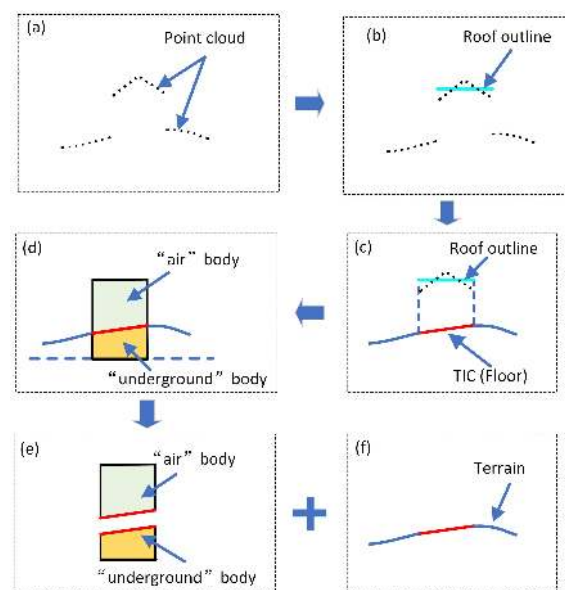 (a)
Point cloud
(b)
Roof outline
(d)
“air” body
“underground” body
(c)
Roof outline
TIC (Floor)
(e)
“air” body
“underground” body
(f)
Terrain